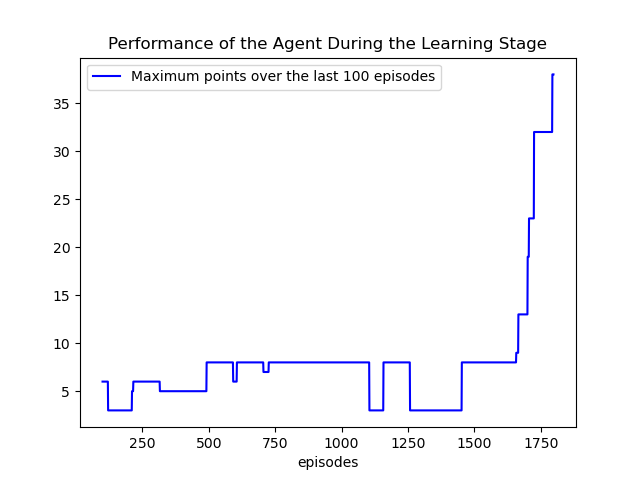 Performance of the Agent During the Learning Stage
Maximum points over the last 100 episodes
35
30
25
20
15
10
5
250 500 750 1000 1250 1500 1750
episodes